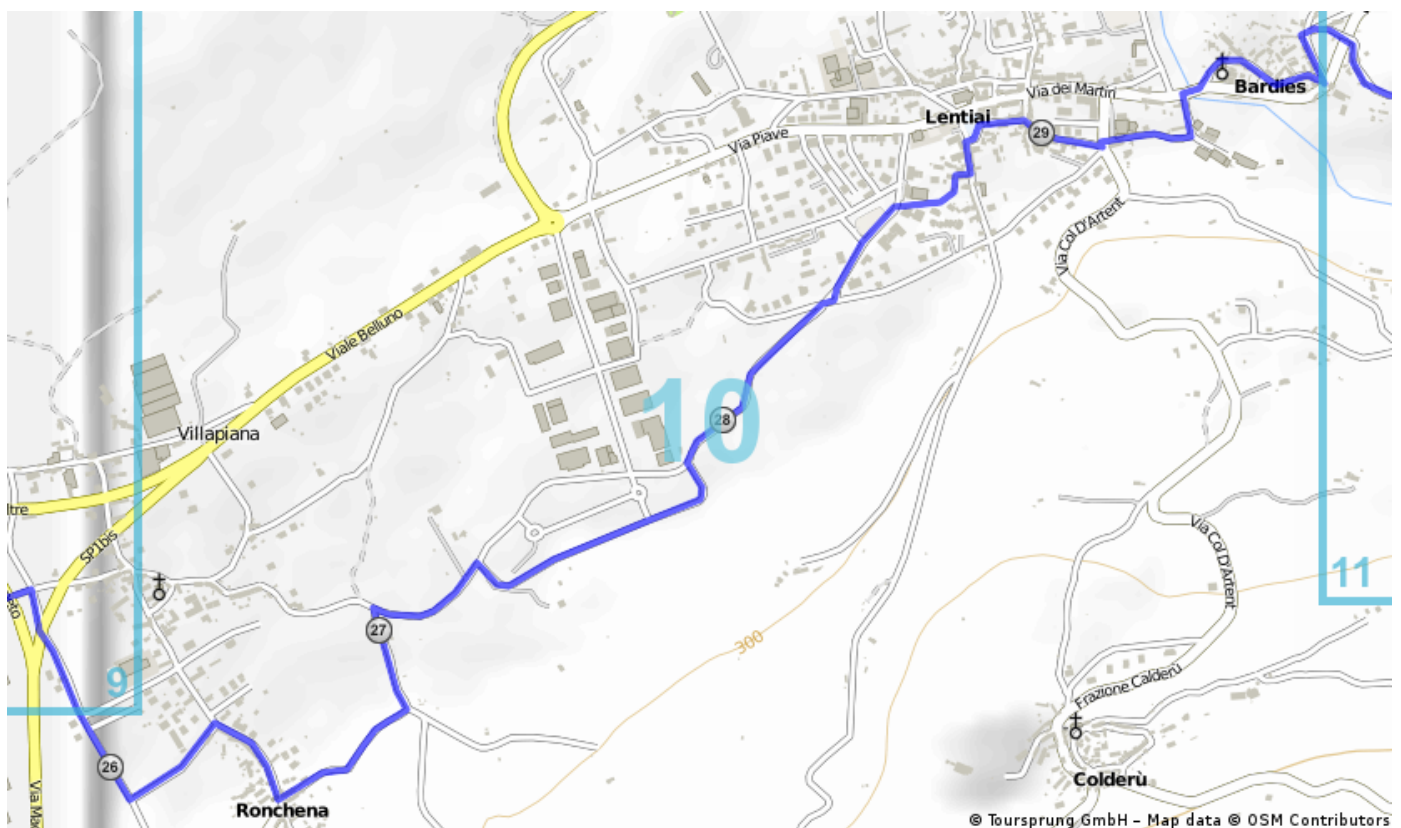 Bardies
Via dei Martiri
Lentiai
29
Via Piave
Via Col D'Artent
Viale Belluno
10
28
Villapiana
ltre
SP1bis
Via Col D'Artent
11
27
300
9
Frazione Calderù
26
Colderù
Ronchena
© Toursprung GmbH – Map data © OSM Contributors